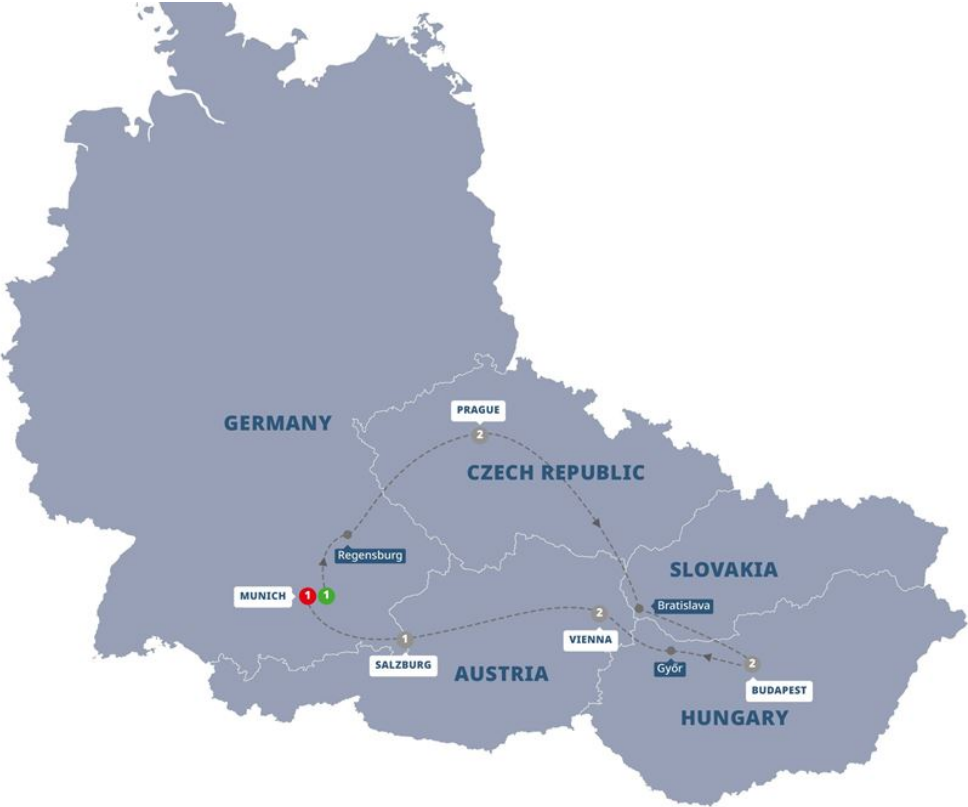 GERMANY
PRAGUE
2
CZECH REPUBLIC
Regensburg
MUNICH 1 1
SLOVAKIA
Bratislava
2
VIENNA
1
SALZBURG
AUSTRIA
Győr
2
BUDAPEST
HUNGARY